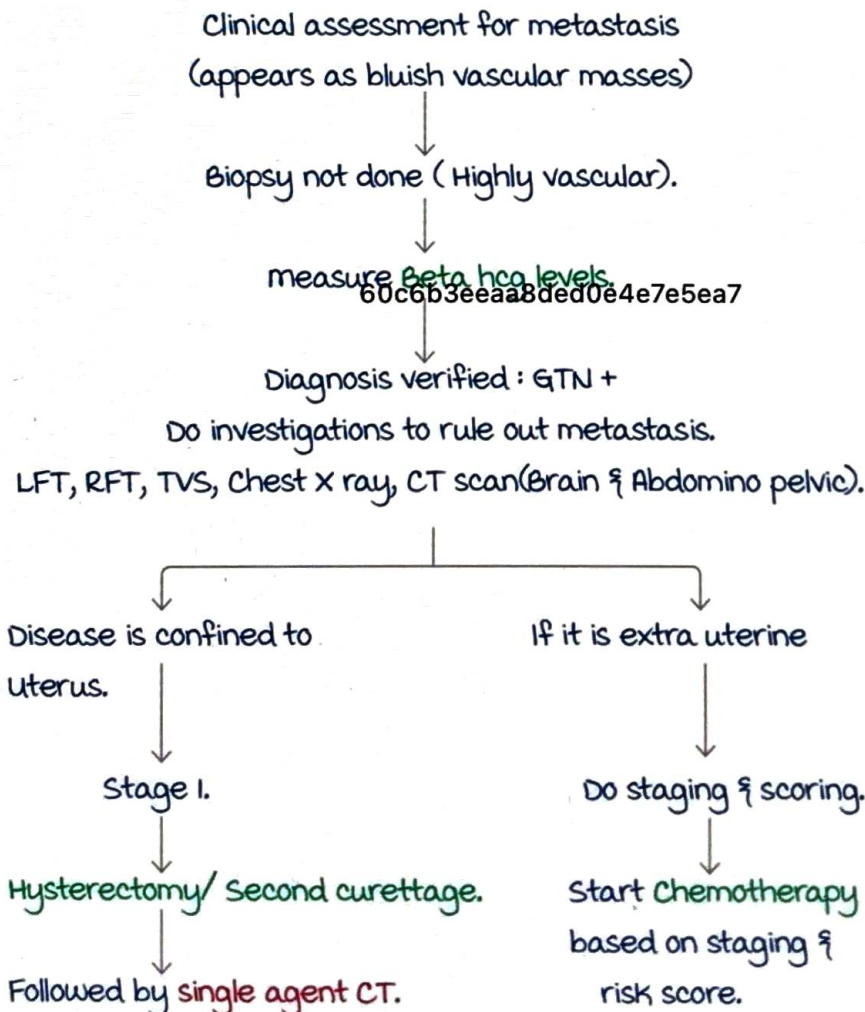 Clinical assessment for metastasis
(appears as bluish vascular masses)
Biopsy not done (Highly vascular).
measure Beta hcg levels.
60c6b3eeaa8ded0e4e7e5ea7
Diagnosis verified : GTN +
Do investigations to rule out metastasis.
LFT, RFT, TVS, Chest X ray, CT scan(Brain & Abdomino pelvic).
Disease is confined to
uterus.
If it is extra uterine
Stage I.
Do staging & scoring.
Hysterectomy/ Second curettage.
Start Chemotherapy
based on staging &
risk score.
Followed by single agent CT.